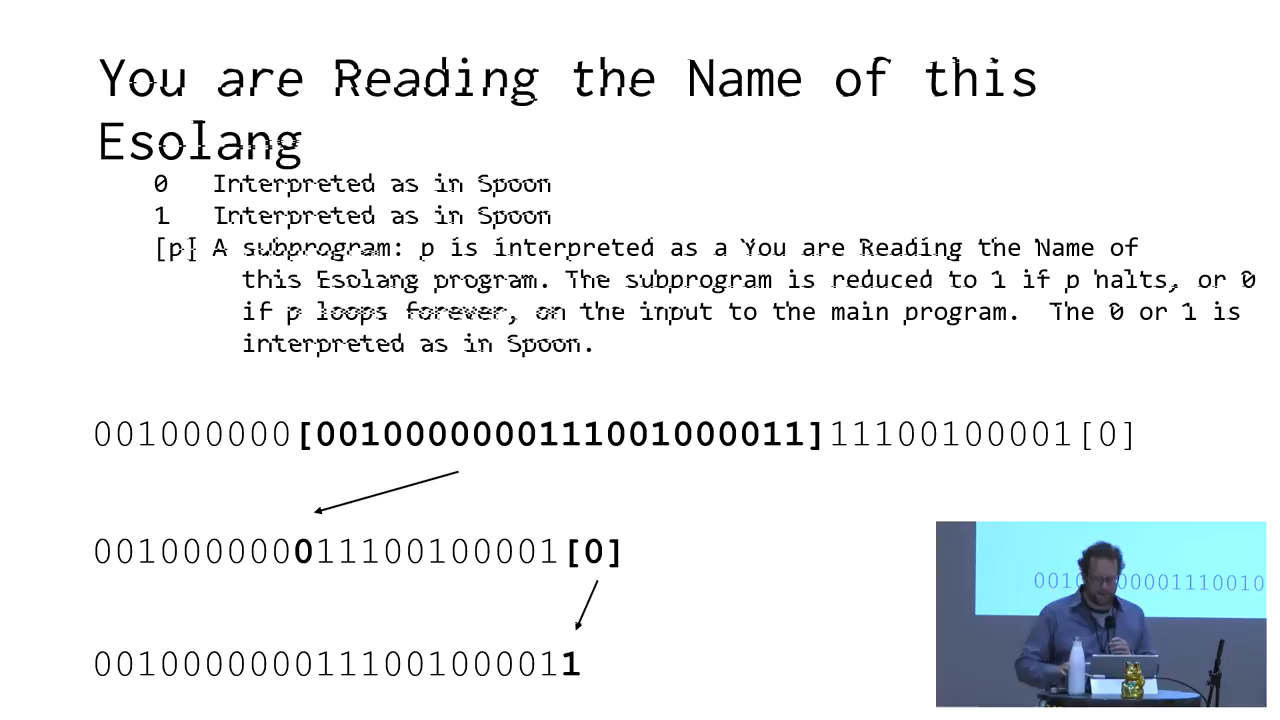 You are Reading the Name of this
Esolang
0 Interpreted as in Spoon
1 Interpreted as in Spoon
[p] A subprogram: p is interpreted as a You are Reading the Name of
this Esolang program. The subprogram is reduced to 1 if p halts, or 0
if p loops forever, on the input to the main program. The 0 or 1 is
interpreted as in Spoon.
001000000[0010000000111001000011]11100100001[0]
001000000011100100001[0]
0010000000111001000011